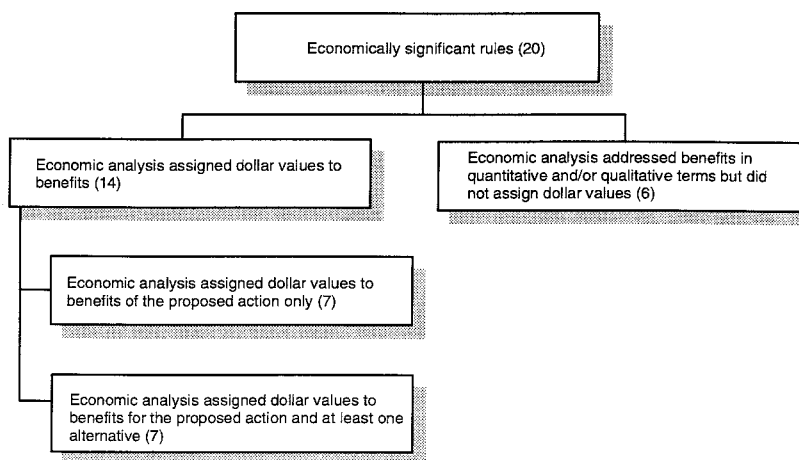 Economically significant rules (20)
Economic analysis assigned dollar values to
benefits (14)
Economic analysis addressed benefits in
quantitative and/or qualitative terms but did
not assign dollar values (6)
Economic analysis assigned dollar values to
benefits of the proposed action only (7)
Economic analysis assigned dollar values to
benefits for the proposed action and at least one
alternative (7)